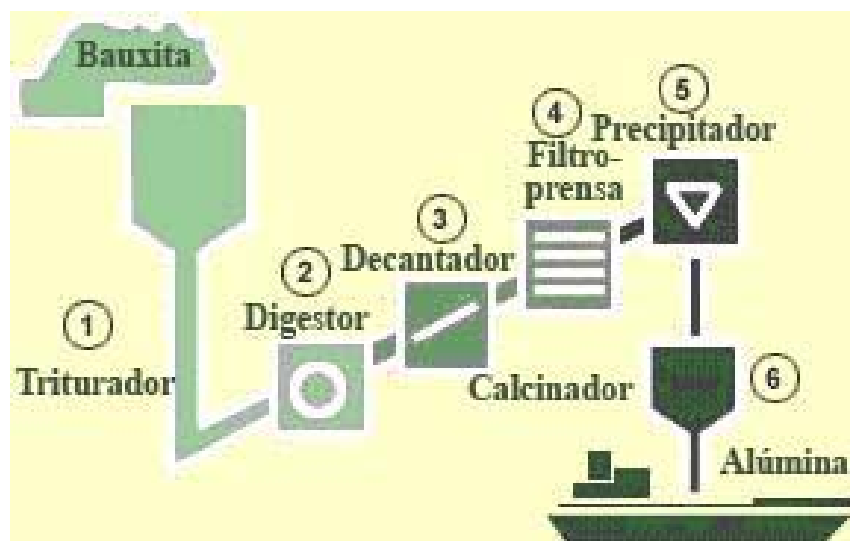 Bauxita
1
Triturador
2
Digestor
3
Decantador
4
Filtro-
prensa
5
Precipitador
Calcinador
6
Alúmina